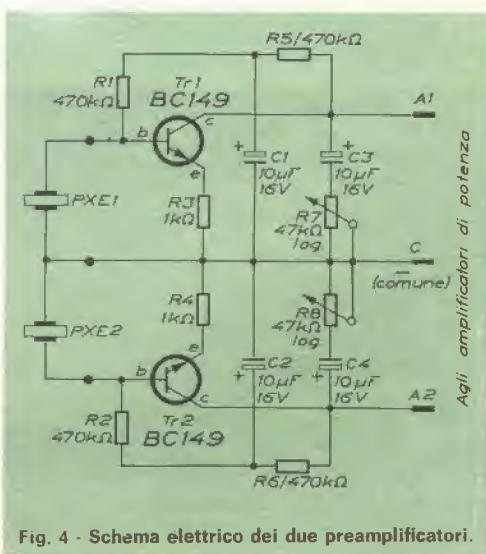 R5/470kΩ
R1
470kΩ
Tr1
BC149
A1
b
c
e
+
C1
10µF
16V
+
C3
10µF
16V
PXE1
R3
1kΩ
R7
47kΩ
log
C
(comune)
Agli amplificatori di potenza
R4
1kΩ
R8
47kΩ
log
PXE2
e
b
c
C2
10µF
16V
+
C4
10µF
16V
+
A2
R2
470kΩ
Tr2
BC149
R6/470kΩ
Fig. 4 - Schema elettrico dei due preamplificatori.